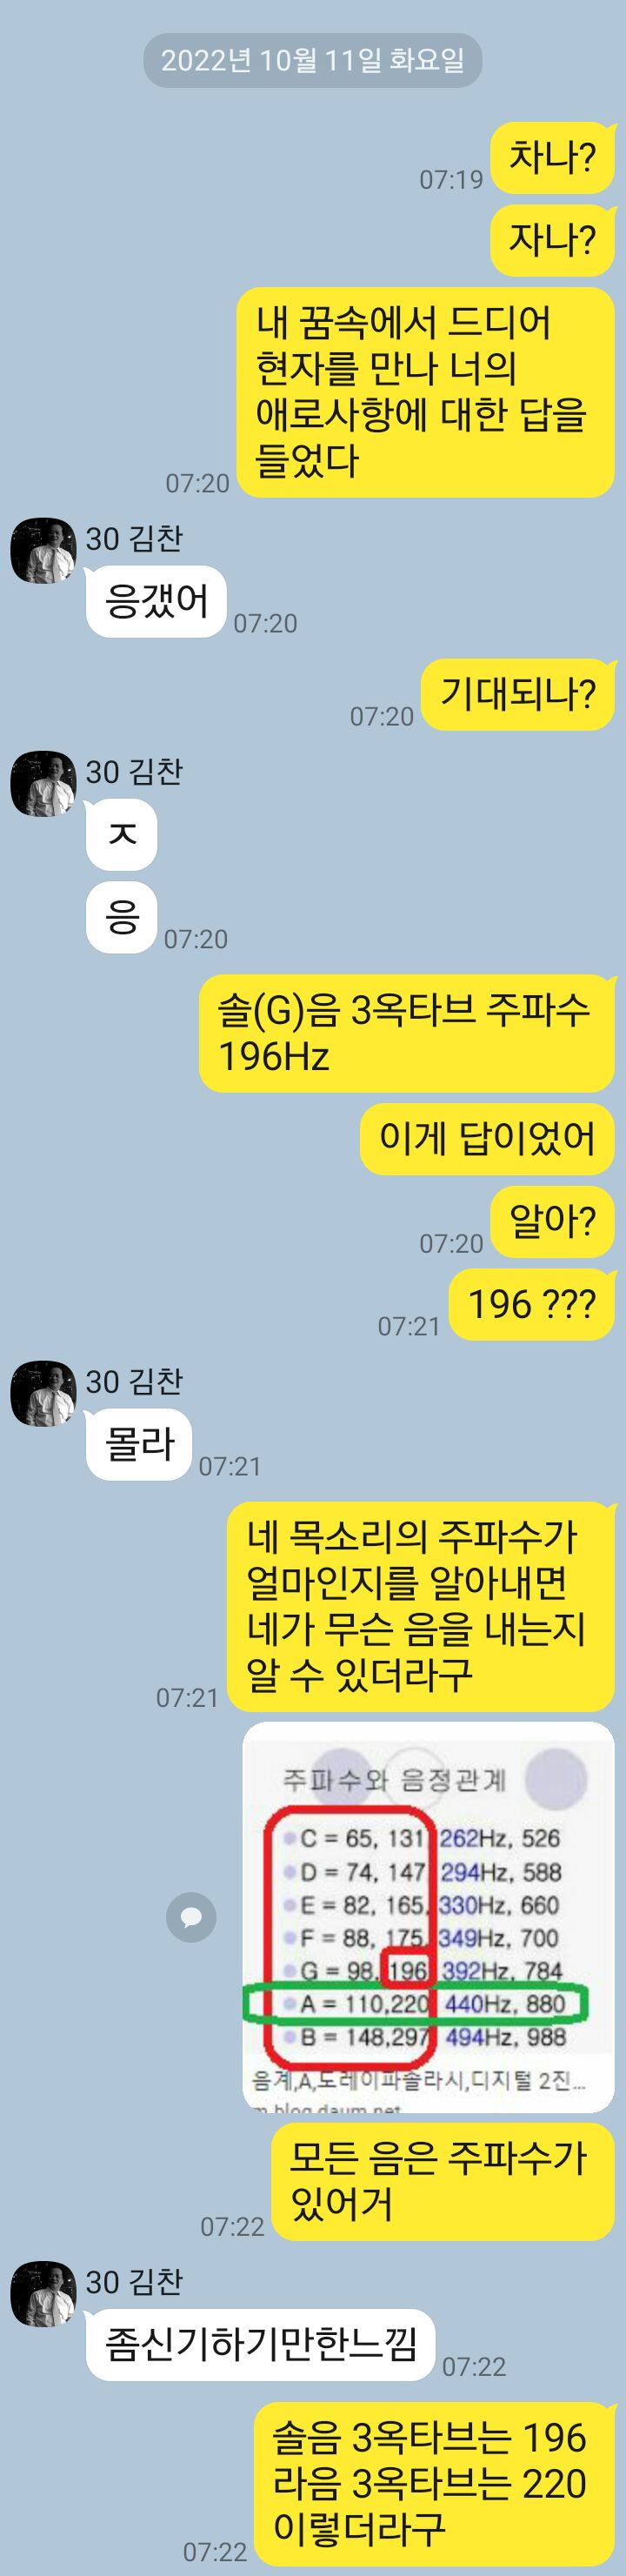 2022년 10월 11일 화요일
차나?
07:19
자나?
내 꿈속에서 드디어
현자를 만나 너의
애로사항에 대한 답을
들었다
07:20
30 김찬
응갰어
07:20
기대되나?
07:20
30 김찬
ㅈ
응
07:20
솔(G)음 3옥타브 주파수
196Hz
이게 답이었어
알아?
07:20
196 ???
07:21
30 김찬
몰라
07:21
네 목소리의 주파수가
얼마인지를 알아내면
네가 무슨 음을 내는지
알 수 있더라구
07:21
주파수와 음정관계
C = 65, 131, 262Hz, 526
D = 74, 147, 294Hz, 588
E = 82, 165, 330Hz, 660
F = 88, 175, 349Hz, 700
G = 98, 196, 392Hz, 784
A = 110,220, 440Hz, 880
B = 148,297, 494Hz, 988
음계,A,도레이파솔라시,디지털 2진...
m.blog.daum.net
모든 음은 주파수가
있어거
07:22
30 김찬
좀신기하기만한느낌
07:22
솔음 3옥타브는 196
라음 3옥타브는 220
이렇더라구
07:22